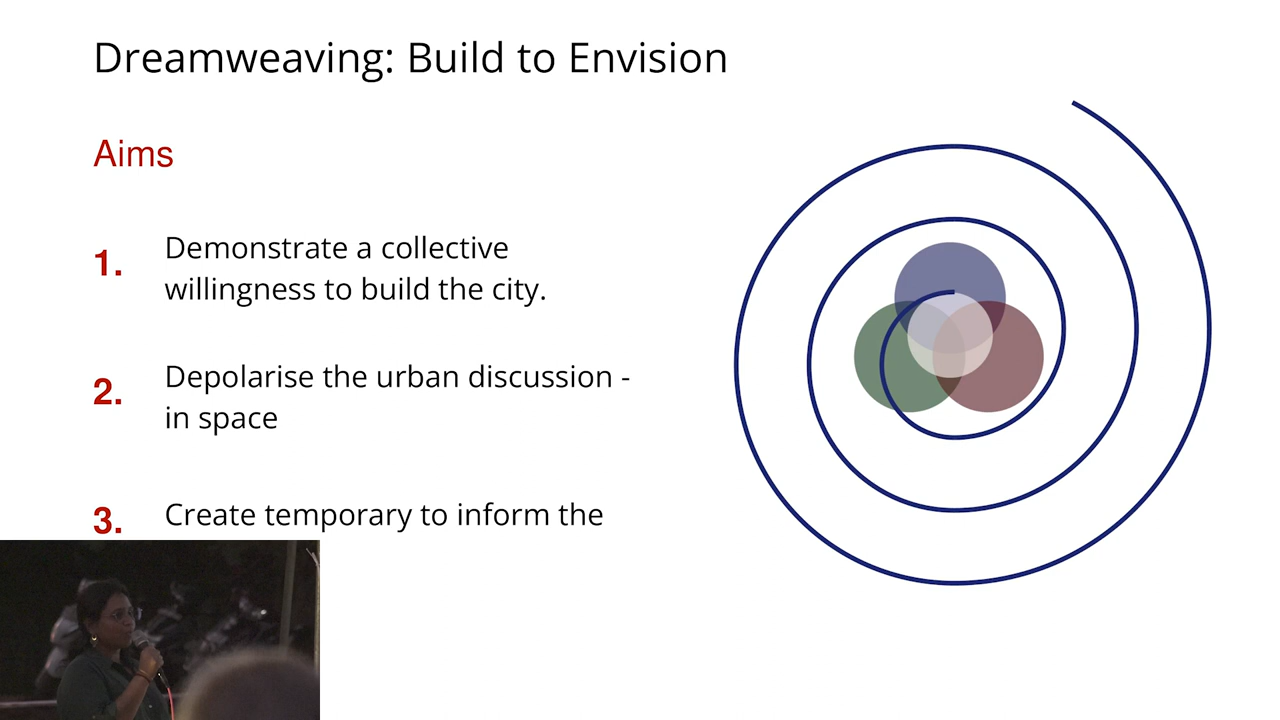 Dreamweaving: Build to Envision
Aims
1. Demonstrate a collective
willingness to build the city.
2. Depolarise the urban discussion -
in space
3. Create temporary to inform the